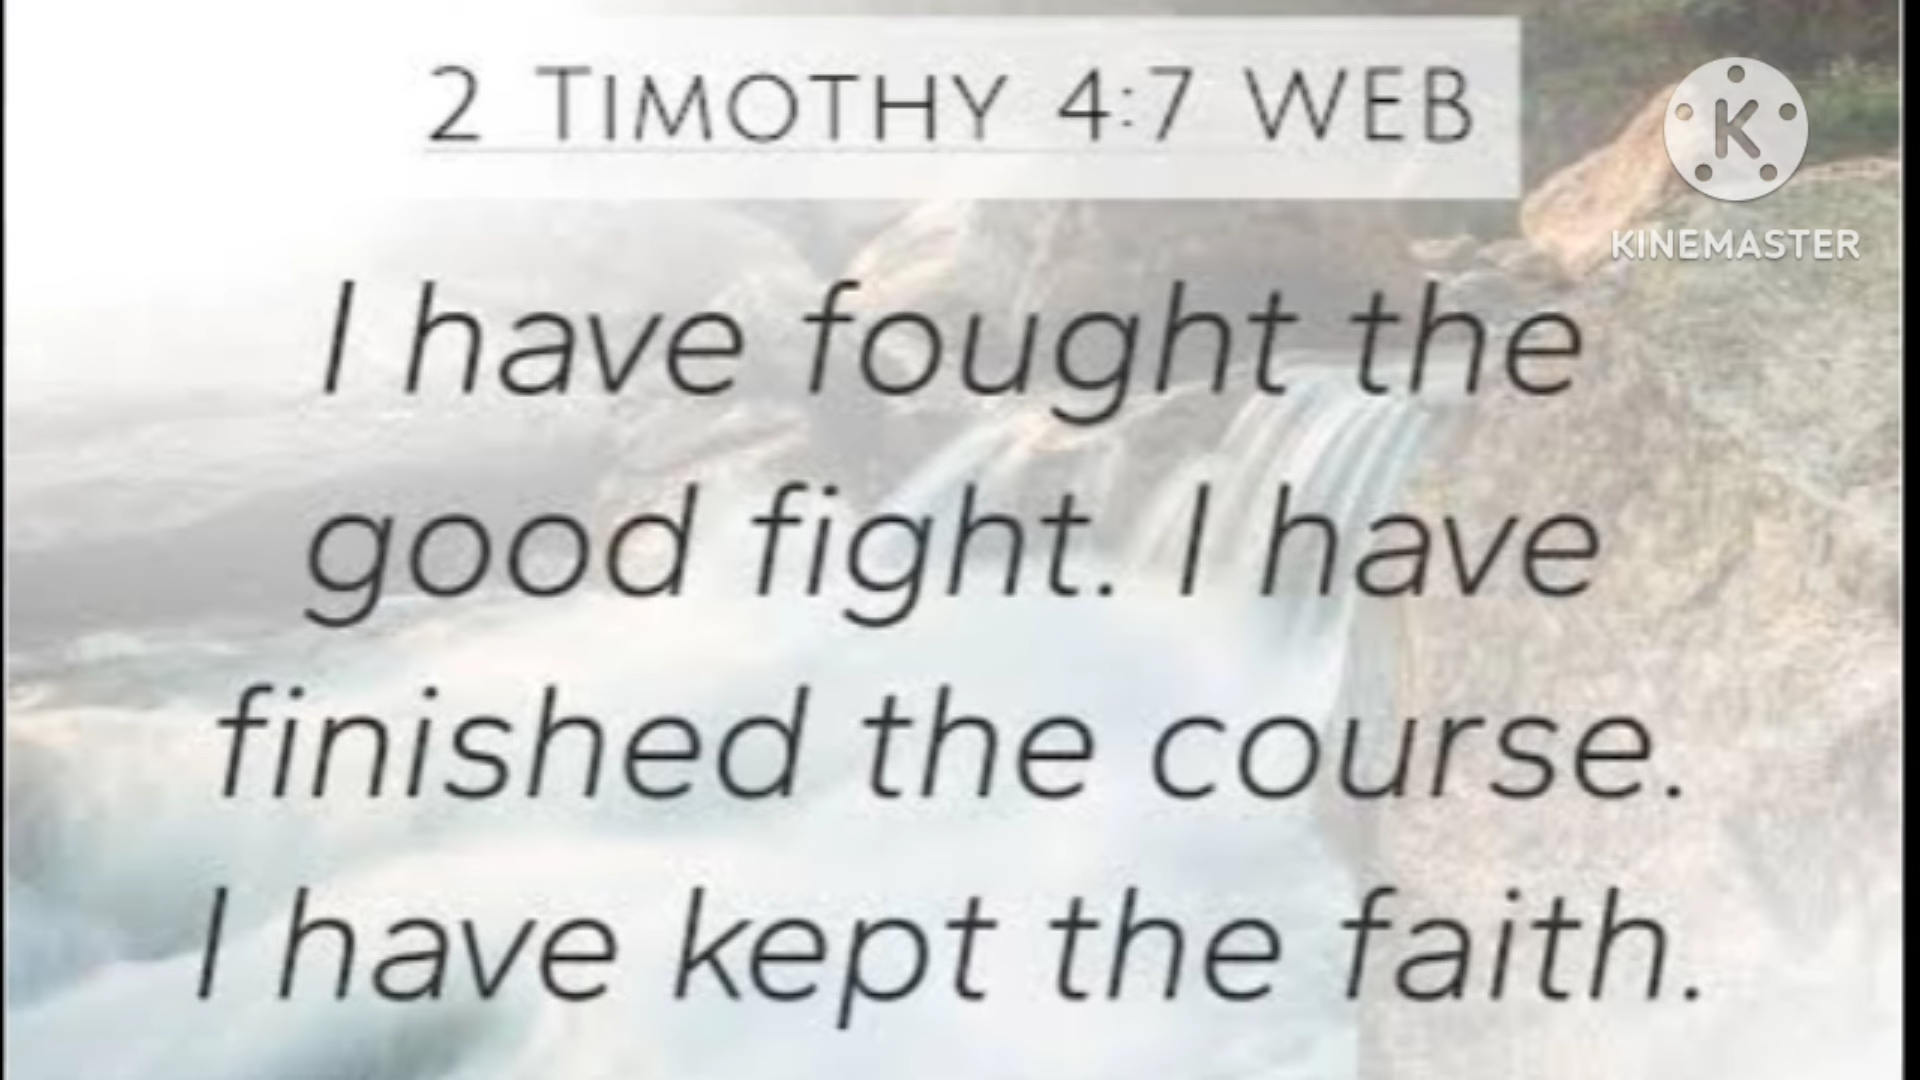 2 TIMOTHY 4:7 WEB
K
KINEMASTER
I have fought the
good fight. I have
finished the course.
I have kept the faith.